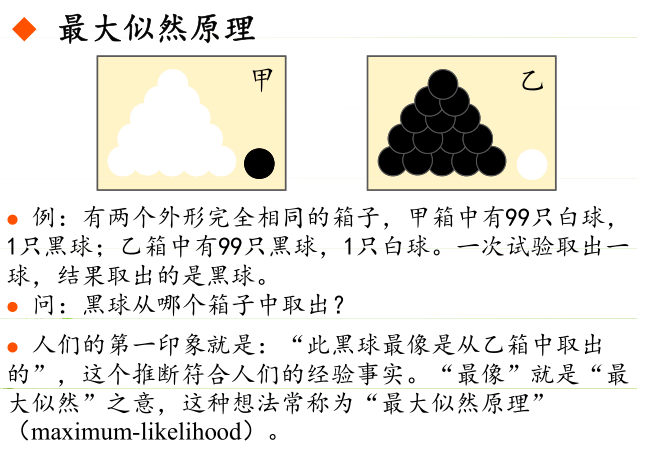 ◆ 最大似然原理
甲
乙
● 例：有两个外形完全相同的箱子，甲箱中有99只白球，
1只黑球；乙箱中有99只黑球，1只白球。一次试验取出一
球，结果取出的是黑球。
● 问：黑球从哪个箱子中取出？
● 人们的第一印象就是：“此黑球最像是从乙箱中取出
的”，这个推断符合人们的经验事实。“最像”就是“最
大似然”之意，这种想法常称为“最大似然原理”
（maximum-likelihood）。